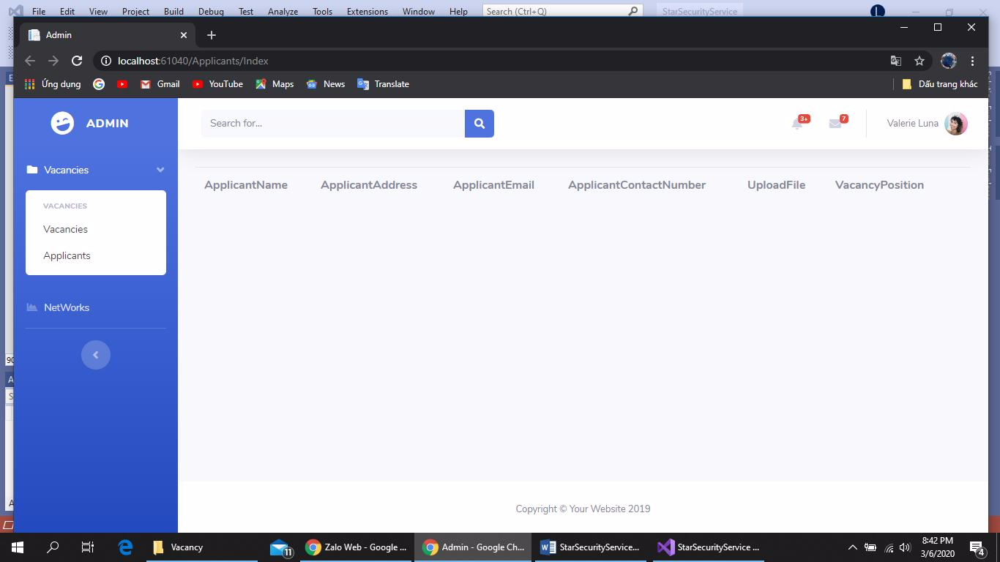 File Edit View Project Build Debug Test Analyze Tools Extensions Window Help Search (Ctrl+Q) StarSecurityService
Admin
localhost:61040/Applicants/Index
Ứng dụng Gmail YouTube Maps News Translate Dấu trang khác
ADMIN
Search for...
3+ 7 Valerie Luna
Vacancies
VACANCIES
Vacancies
Applicants
NetWorks
ApplicantName ApplicantAddress ApplicantEmail ApplicantContactNumber UploadFile VacancyPosition
Copyright © Your Website 2019
Vacancy 11 Zalo Web - Google ... Admin - Google Ch... StarSecurityService... StarSecurityService ...
8:42 PM
3/6/2020
4